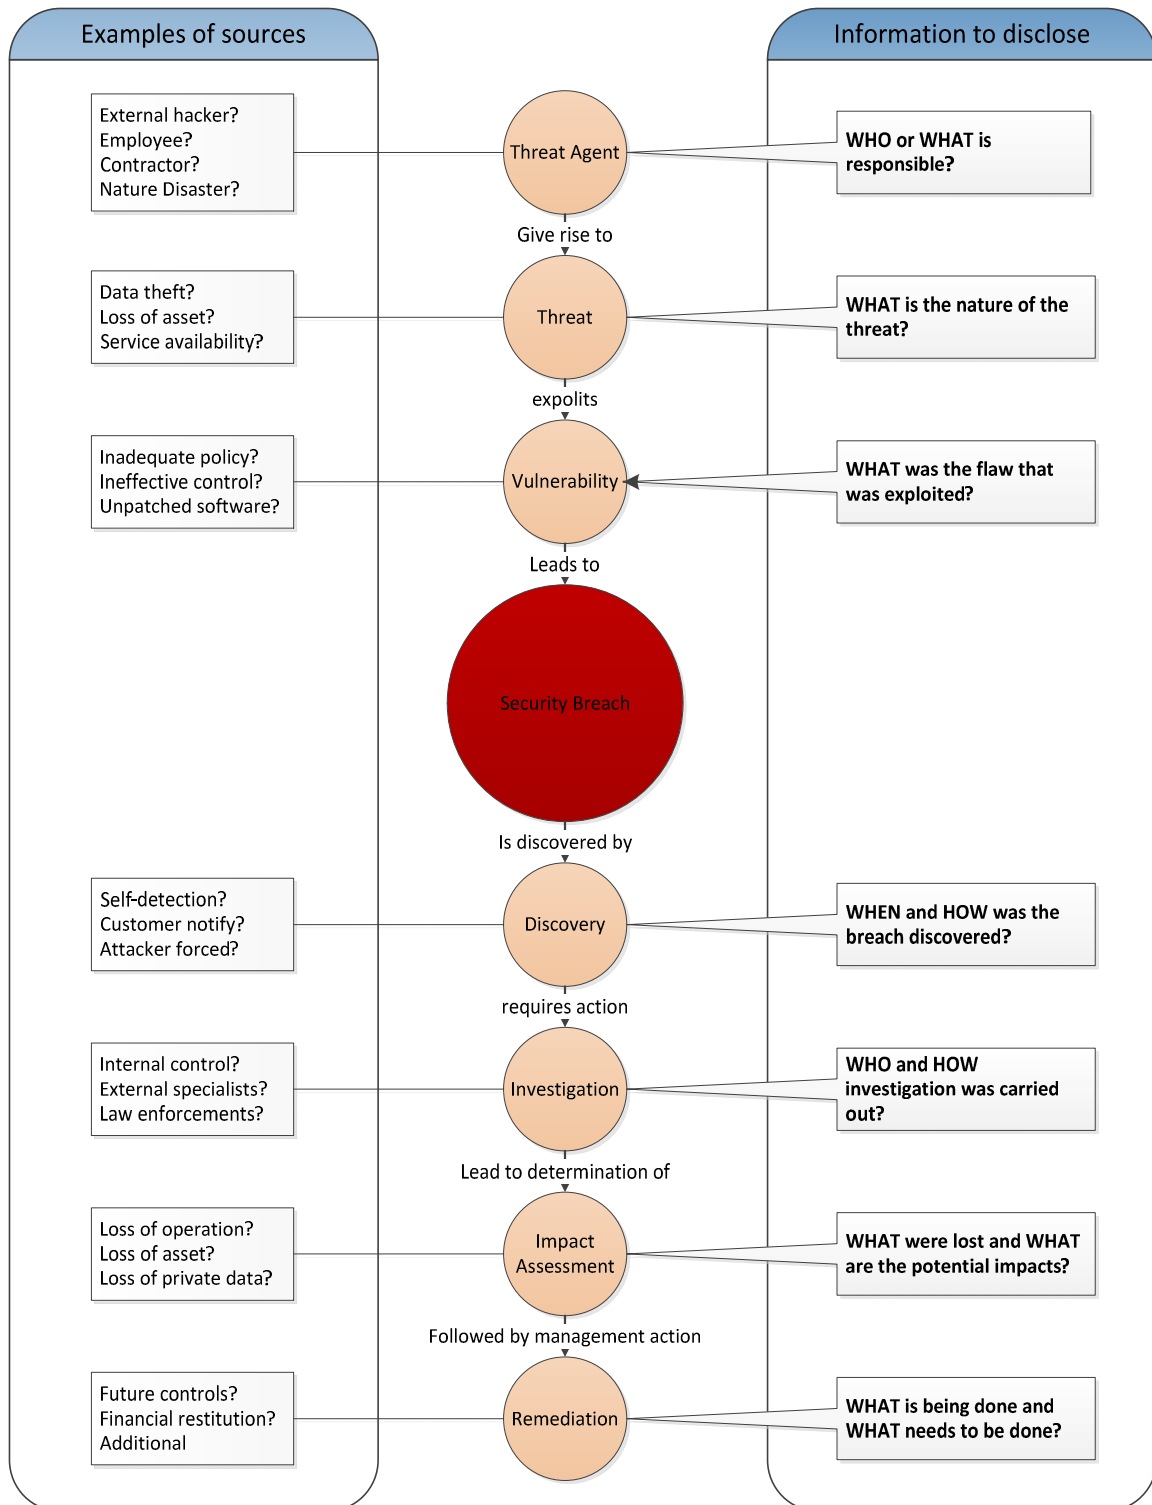 Examples of sources
Information to disclose
External hacker?
Employee?
Contractor?
Nature Disaster?
Threat Agent
WHO or WHAT is
responsible?
Give rise to
Data theft?
Loss of asset?
Service availability?
Threat
WHAT is the nature of the
threat?
expolits
Inadequate policy?
Ineffective control?
Unpatched software?
Vulnerability
WHAT was the flaw that
was exploited?
Leads to
Security Breach
Is discovered by
Self-detection?
Customer notify?
Attacker forced?
Discovery
WHEN and HOW was the
breach discovered?
requires action
Internal control?
External specialists?
Law enforcements?
Investigation
WHO and HOW
investigation was carried
out?
Lead to determination of
Loss of operation?
Loss of asset?
Loss of private data?
Impact
Assessment
WHAT were lost and WHAT
are the potential impacts?
Followed by management action
Future controls?
Financial restitution?
Additional
Remediation
WHAT is being done and
WHAT needs to be done?